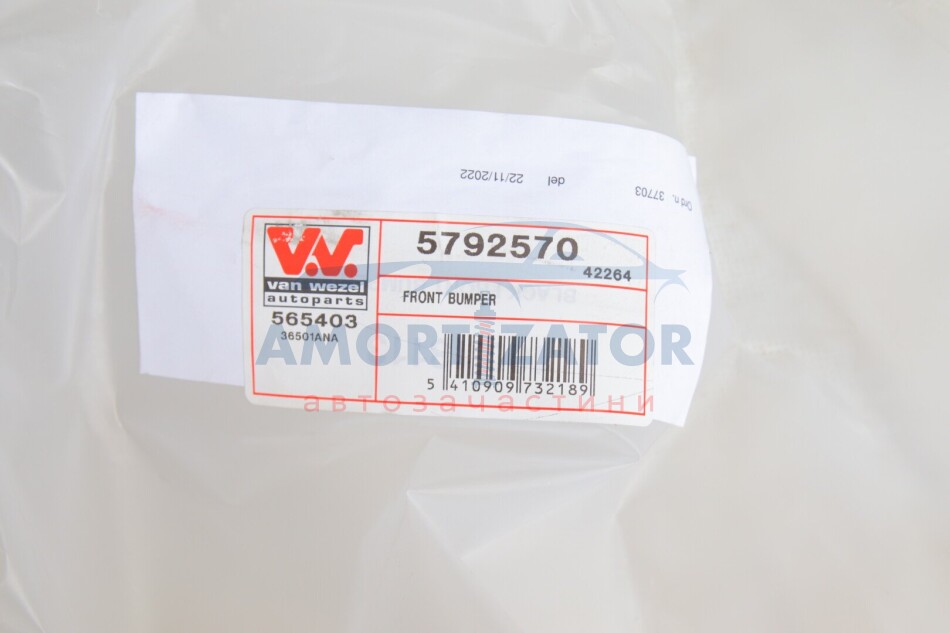 Ord n. 37703 del 22/11/2022
V.V.
van wezel
autoparts
565403
36501ANA
5792570
42264
FRONT BUMPER
5 410909 732189
AMORTIZATOR
автозачастини